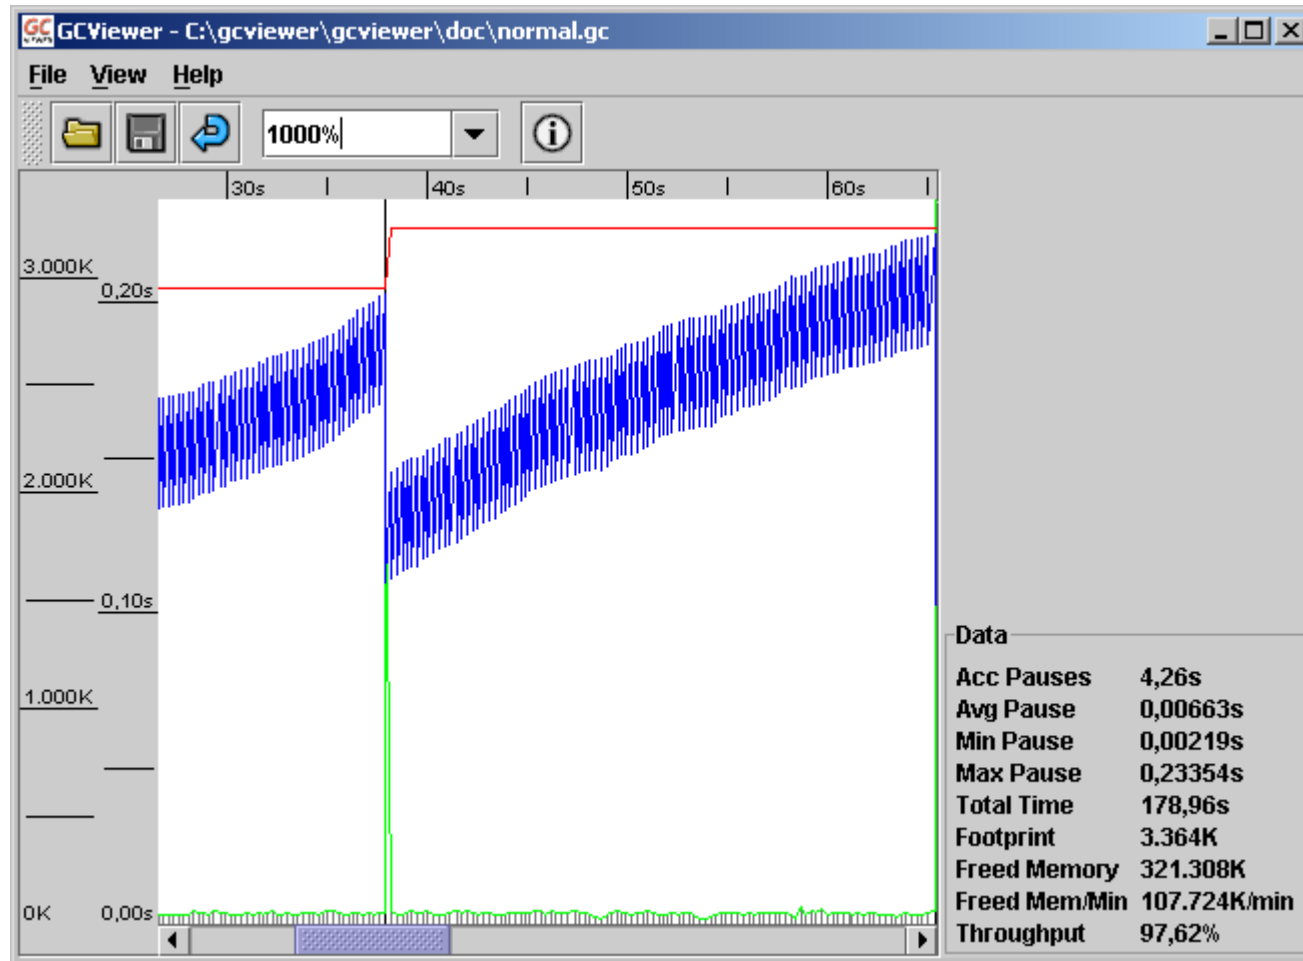 GCViewer - C:\gcviewer\gcviewer\doc\normal.gc
File View Help
1000%
30s 40s 50s 60s
3.000K
0,20s
2.000K
0,10s
1.000K
0K 0,00s
Data
Acc Pauses 4,26s
Avg Pause 0,00663s
Min Pause 0,00219s
Max Pause 0,23354s
Total Time 178,96s
Footprint 3.364K
Freed Memory 321.308K
Freed Mem/Min 107.724K/min
Throughput 97,62%